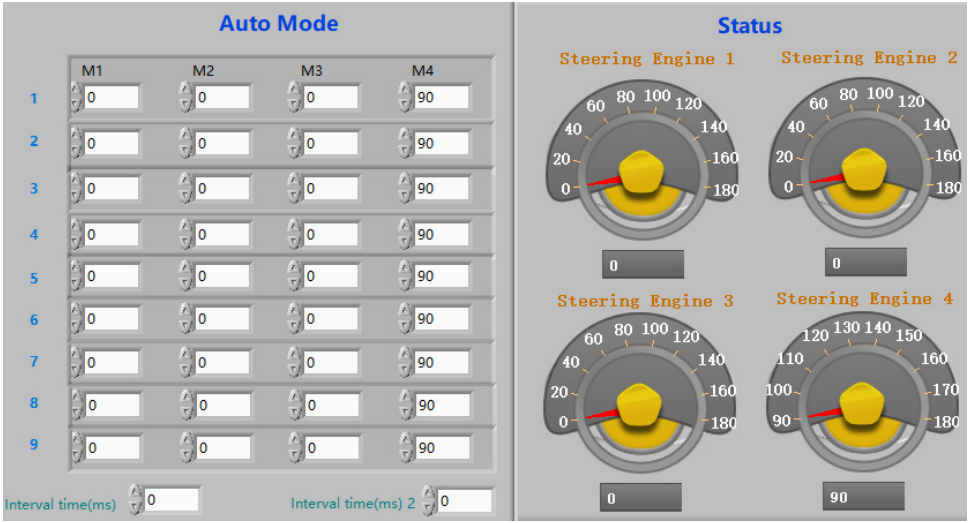 Auto Mode
M1 M2 M3 M4
1 0 0 0 90
2 0 0 0 90
3 0 0 0 90
4 0 0 0 90
5 0 0 0 90
6 0 0 0 90
7 0 0 0 90
8 0 0 0 90
9 0 0 0 90
Interval time(ms) 0 Interval time(ms) 2 0
Status
Steering Engine 1
0 20 40 60 80 100 120 140 160 180
0
Steering Engine 2
0 20 40 60 80 100 120 140 160 180
0
Steering Engine 3
0 20 40 60 80 100 120 140 160 180
0
Steering Engine 4
90 100 110 120 130 140 150 160 170 180
90